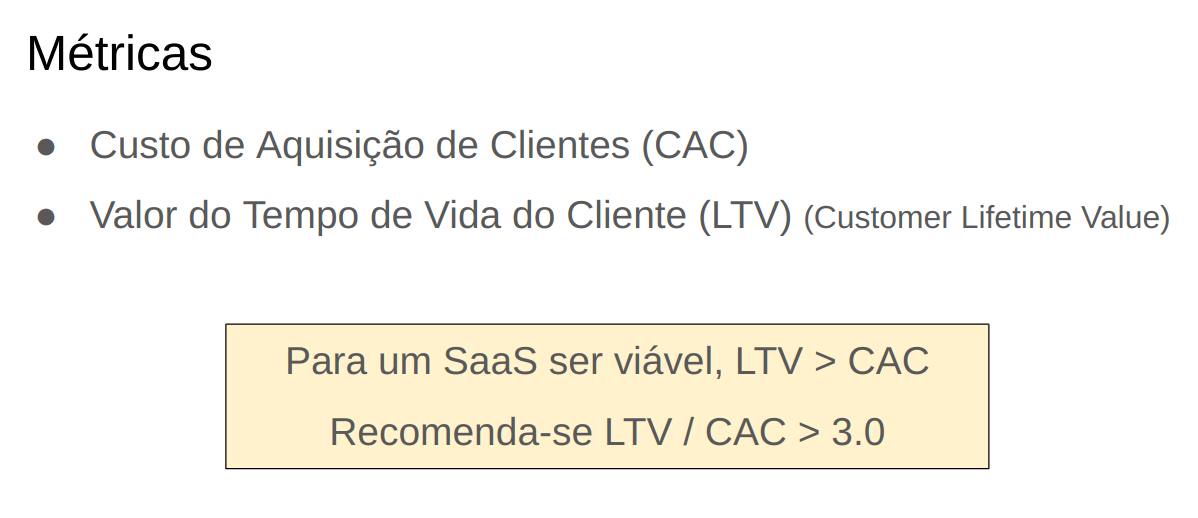 Métricas
● Custo de Aquisição de Clientes (CAC)
● Valor do Tempo de Vida do Cliente (LTV) (Customer Lifetime Value)
Para um SaaS ser viável, LTV > CAC
Recomenda-se LTV / CAC > 3.0